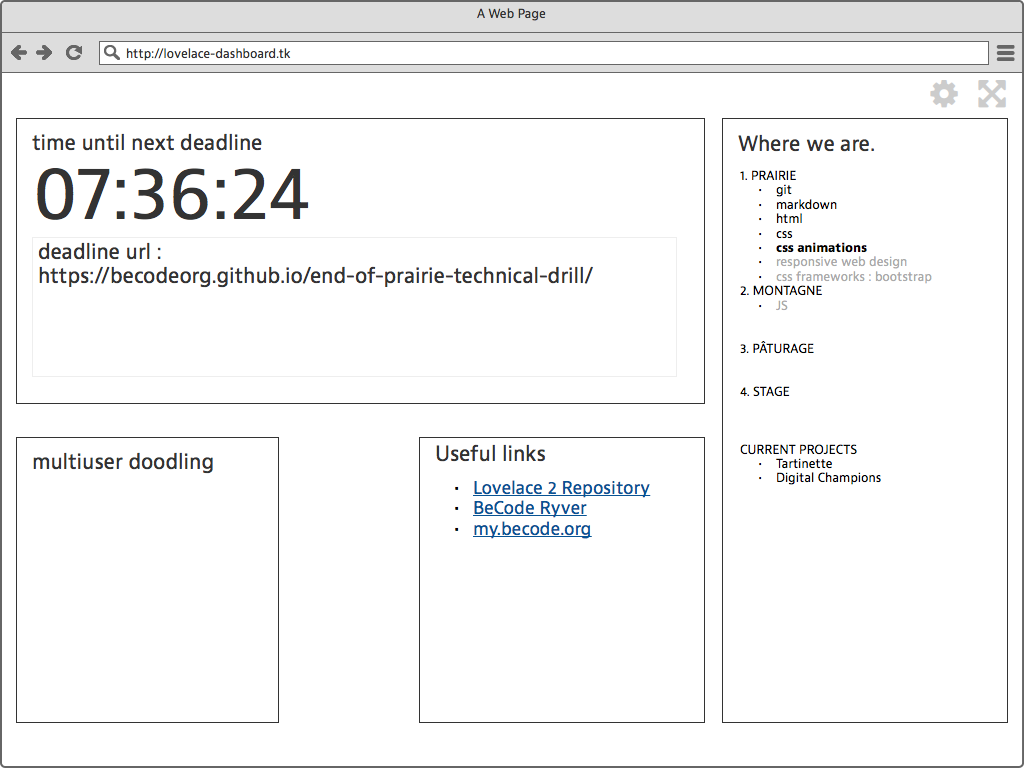 A Web Page
http://lovelace-dashboard.tk
time until next deadline
07:36:24
deadline url :
https://becodeorg.github.io/end-of-prairie-technical-drill/
Where we are.
1. PRAIRIE
· git
· markdown
· html
· css
· css animations
· responsive web design
· css frameworks : bootstrap
2. MONTAGNE
· JS
3. PÂTURAGE
4. STAGE
CURRENT PROJECTS
· Tartinette
· Digital Champions
multiuser doodling
Useful links
· Lovelace 2 Repository
· BeCode Ryver
· my.becode.org